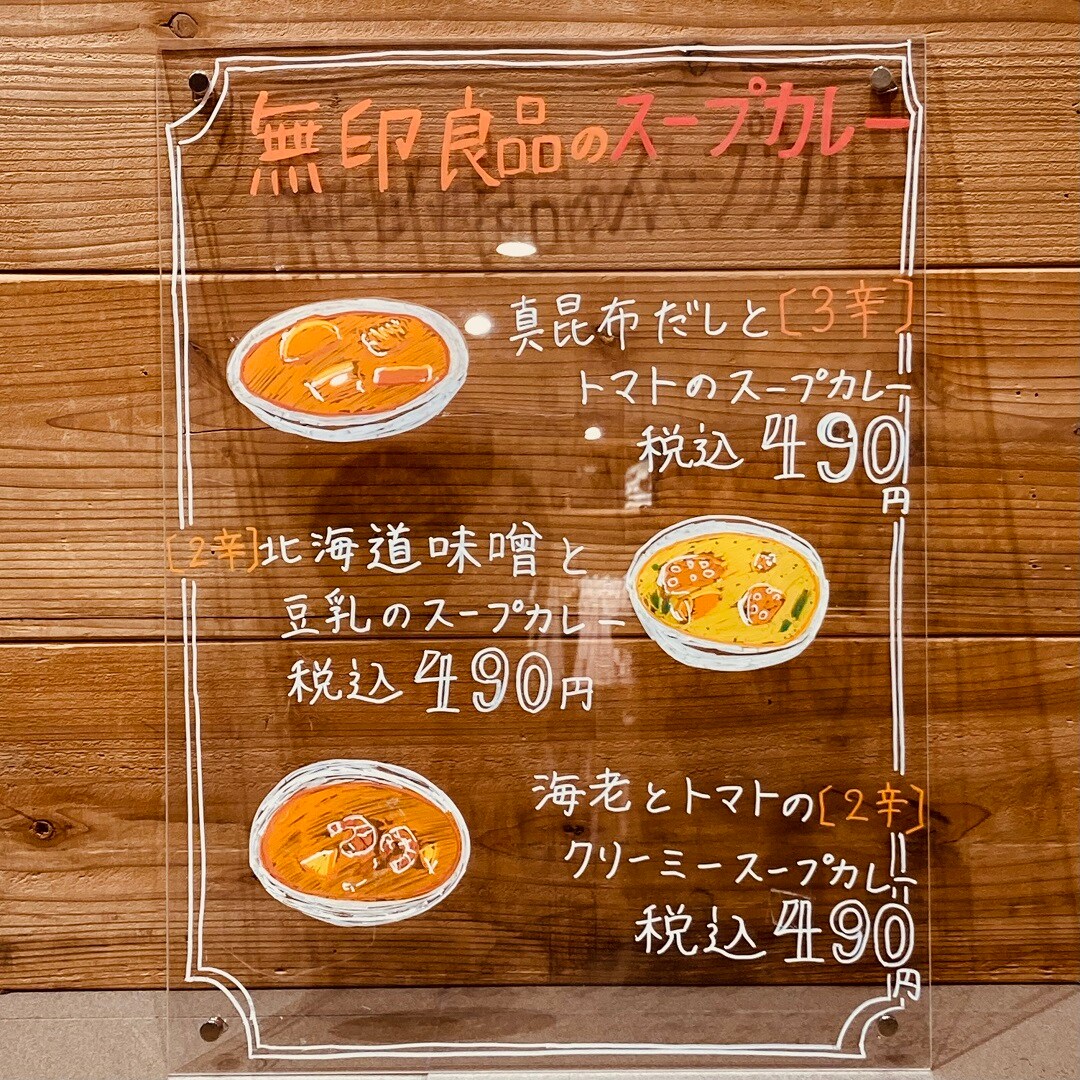 無印良品のスープカレー
真昆布だしと[3辛]
トマトのスープカレー
税込490
円
[2辛]北海道味噌と
豆乳のスープカレー
税込490円
海老とトマトの[2辛]
クリーミースープカレー
税込490
円